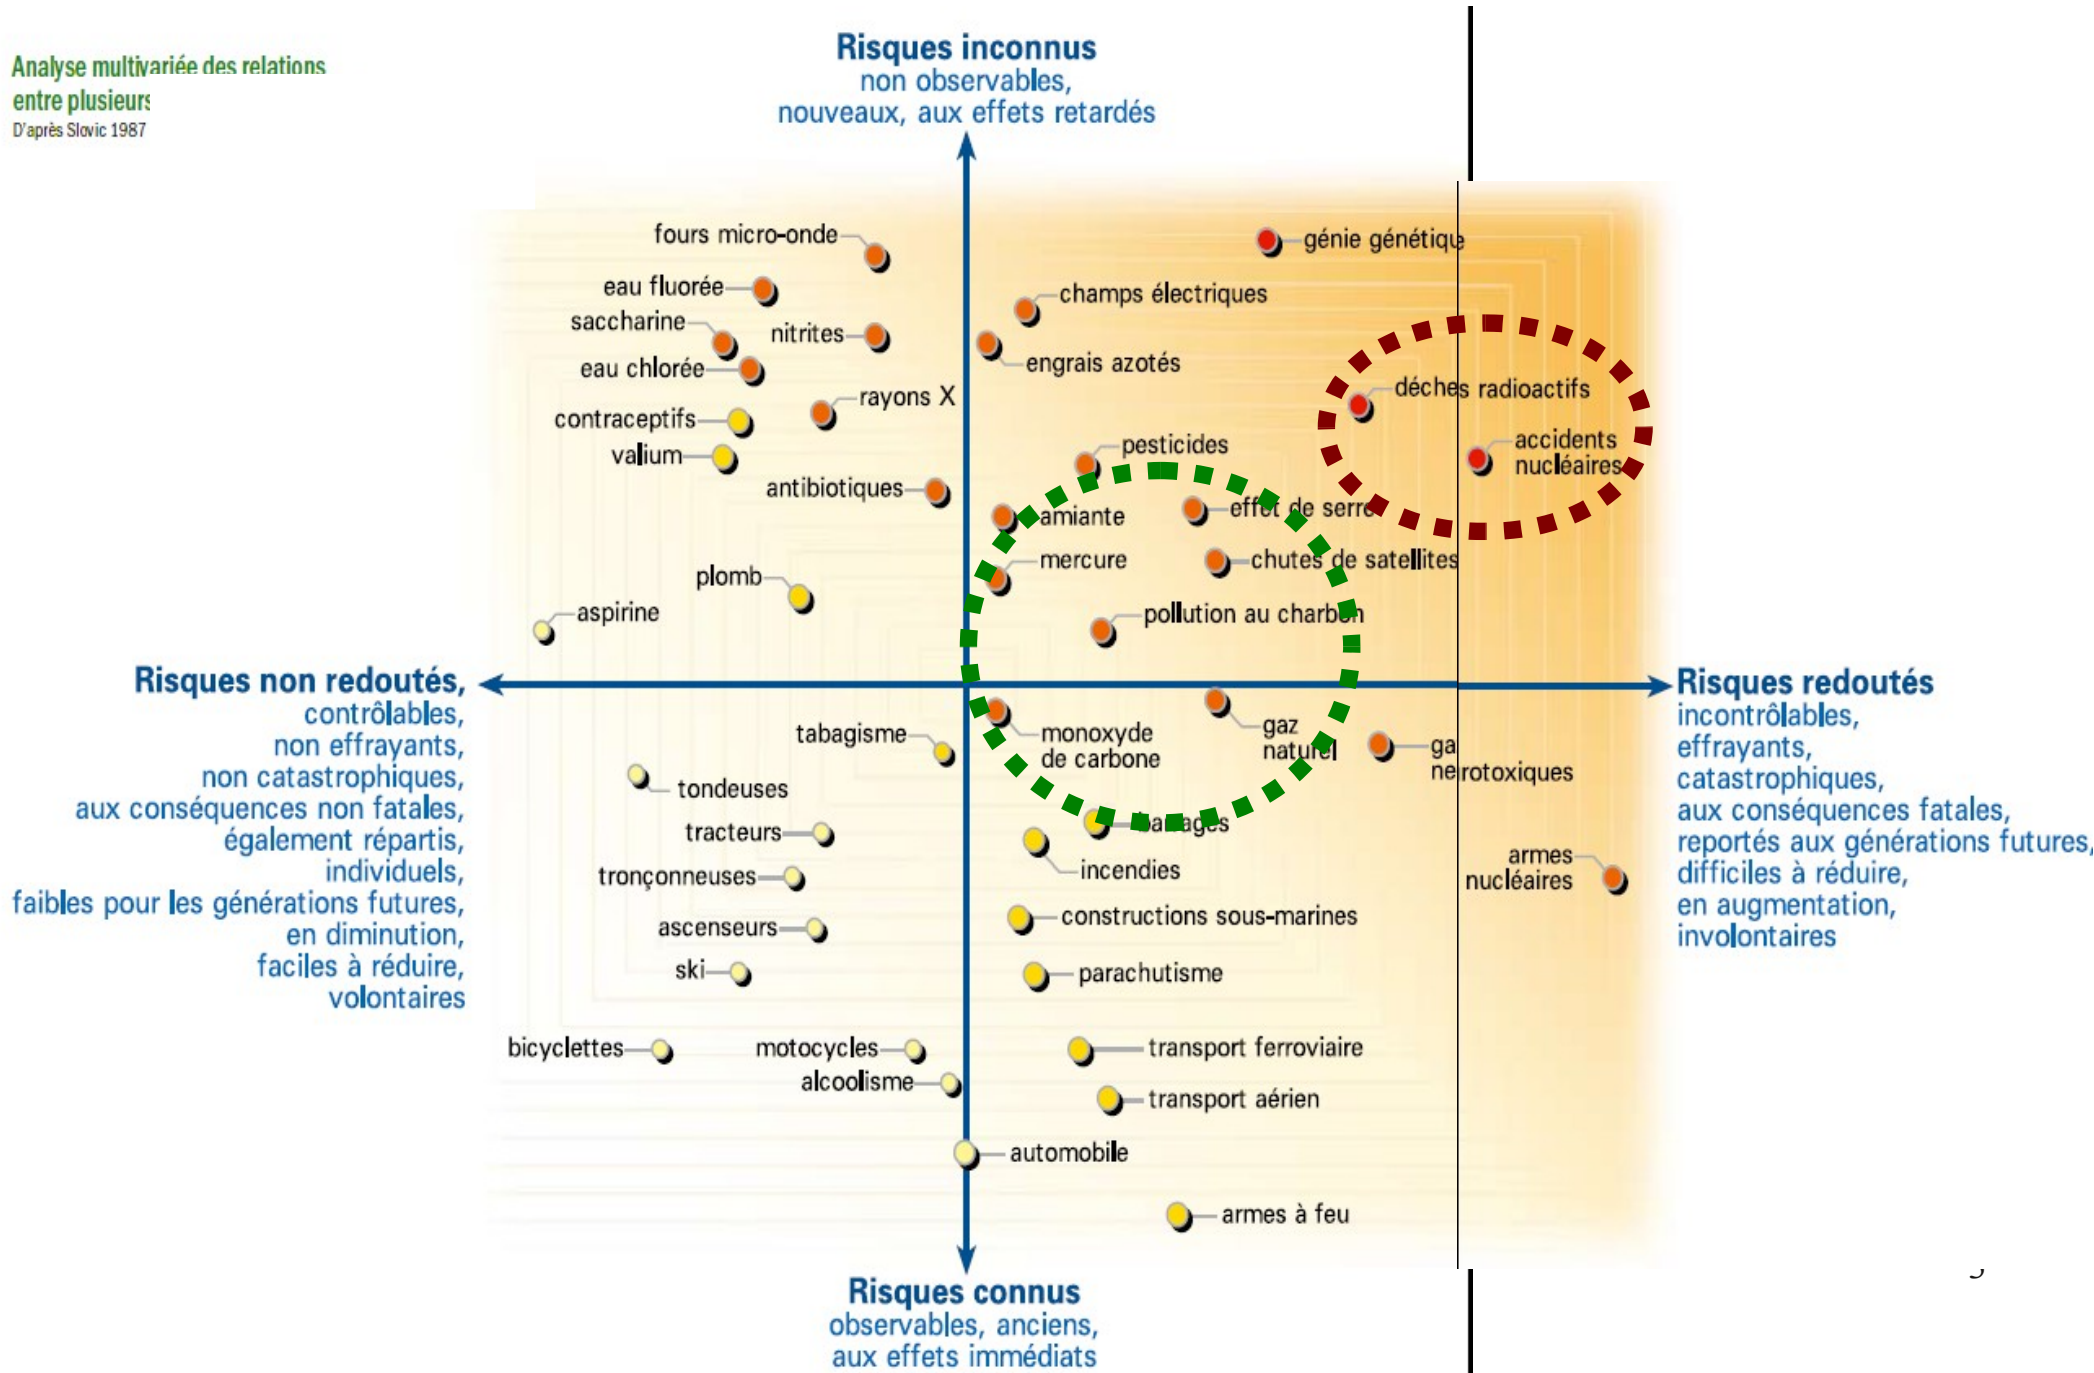 Analyse multivariée des relations
entre plusieurs
D'après Slovic 1987
Risques inconnus
non observables,
nouveaux, aux effets retardés
fours micro-onde
génie génétiqu
eau fluorée
champs électriques
saccharine
nitrites
engrais azotés
eau chlorée
déches radioactifs
rayons X
contraceptifs
accidents
nucléaires
pesticides
valium
antibiotiques
effet de serre
amiante
mercure
chutes de satellites
plomb
aspirine
pollution au charbon
Risques non redoutés,
contrôlables,
non effrayants,
non catastrophiques,
aux conséquences non fatales,
également répartis,
individuels,
faibles pour les générations futures,
en diminution,
faciles à réduire,
volontaires
Risques redoutés
incontrôlables,
effrayants,
catastrophiques,
aux conséquences fatales,
reportés aux générations futures,
difficiles à réduire,
en augmentation,
involontaires
tabagisme
monoxyde
de carbone
gaz
naturel
ga
nerotoxiques
tondeuses
tracteurs
barrages
incendies
armes
nucléaires
tronçonneuses
constructions sous-marines
ascenseurs
ski
parachutisme
bicyclettes
motocycles
transport ferroviaire
alcoolisme
transport aérien
automobile
armes à feu
Risques connus
observables, anciens,
aux effets immédiats